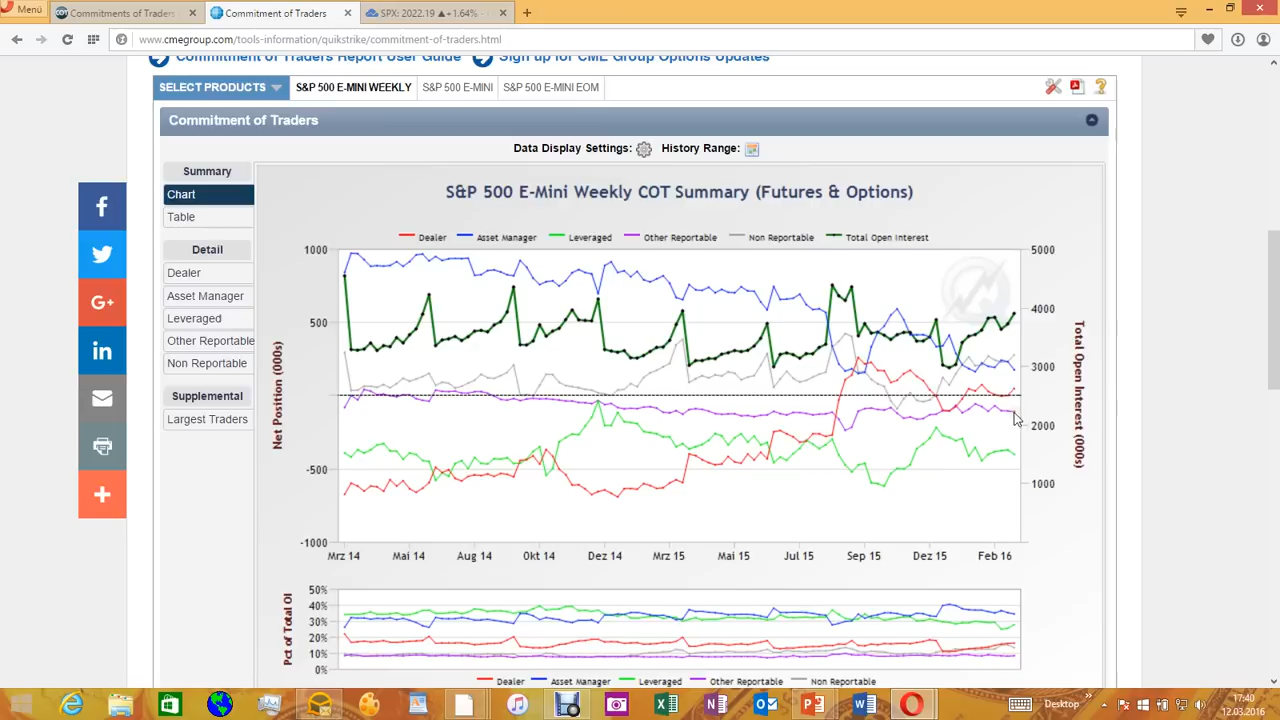 Menü
Commitments of Traders
Commitment of Traders
SPX: 2022.19 ▲+1.64%
www.cmegroup.com/tools-information/quikstrike/commitment-of-traders.html
Commitment of Traders Report User Guide
Sign up for CME Group Options Updates
SELECT PRODUCTS
S&P 500 E-MINI WEEKLY
S&P 500 E-MINI
S&P 500 E-MINI EOM
Commitment of Traders
Data Display Settings:
History Range:
Summary
Chart
Table
Detail
Dealer
Asset Manager
Leveraged
Other Reportable
Non Reportable
Supplemental
Largest Traders
S&P 500 E-Mini Weekly COT Summary (Futures & Options)
Dealer
Asset Manager
Leveraged
Other Reportable
Non Reportable
Total Open Interest
1000
500
-500
-1000
Net Position (000s)
5000
4000
3000
2000
1000
Total Open Interest (000s)
Mrz 14
Mai 14
Aug 14
Okt 14
Dez 14
Mrz 15
Mai 15
Jul 15
Sep 15
Dez 15
Feb 16
50%
40%
30%
20%
10%
0%
Pct of Total OI
Dealer
Asset Manager
Leveraged
Other Reportable
Non Reportable
f
G+
in
Desktop
17:40
12.03.2016